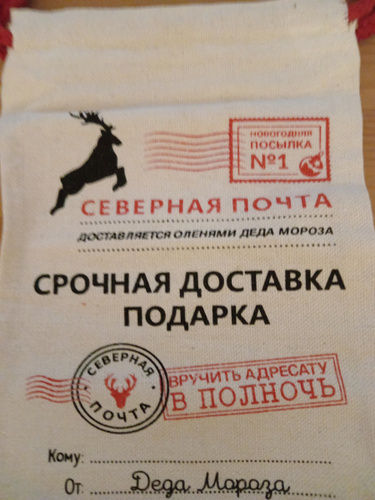 НОВОГОДНЯЯ
ПОСЫЛКА
№1
СЕВЕРНАЯ ПОЧТА
ДОСТАВЛЯЕТСЯ ОЛЕНЯМИ ДЕДА МОРОЗА
СРОЧНАЯ ДОСТАВКА
ПОДАРКА
СЕВЕРНАЯ
ПОЧТА
ВРУЧИТЬ АДРЕСАТУ
В ПОЛНОЧЬ
Кому:
От: Деда Мороза